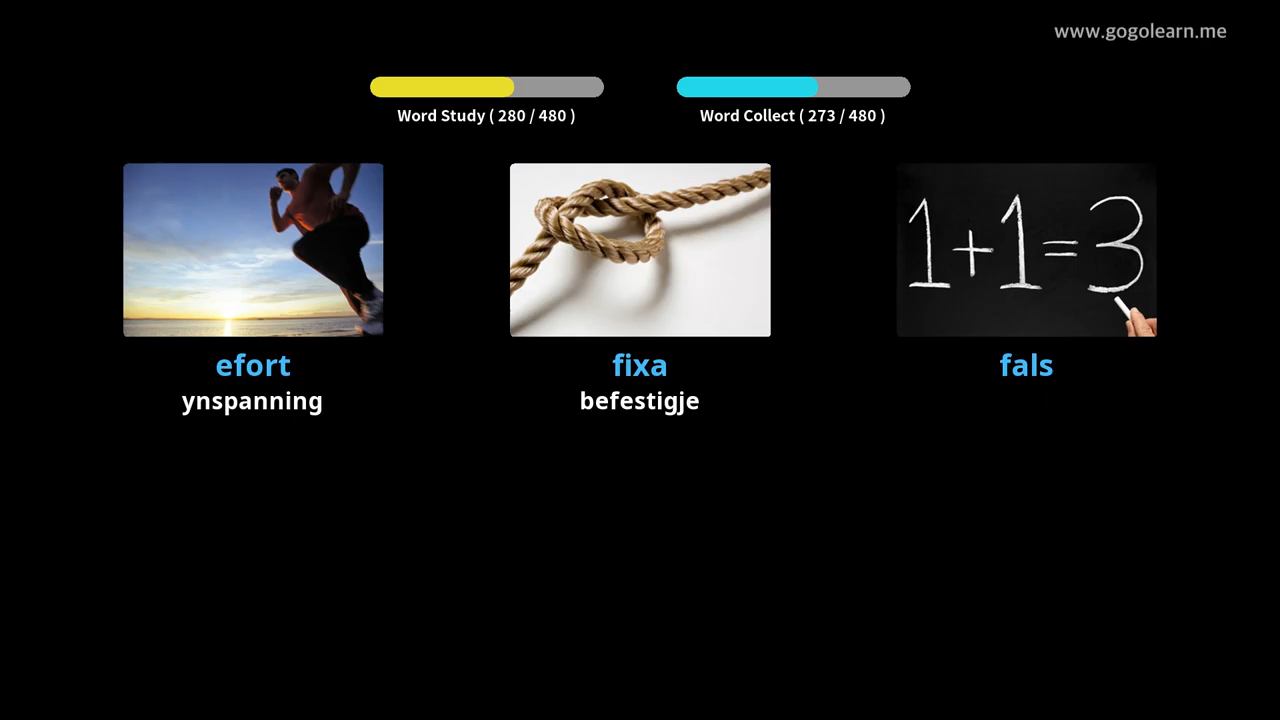 www.gogolearn.me
Word Study ( 280 / 480 )
Word Collect ( 273 / 480 )
1+1=3
efort
fixa
fals
ynspanning
befestigje